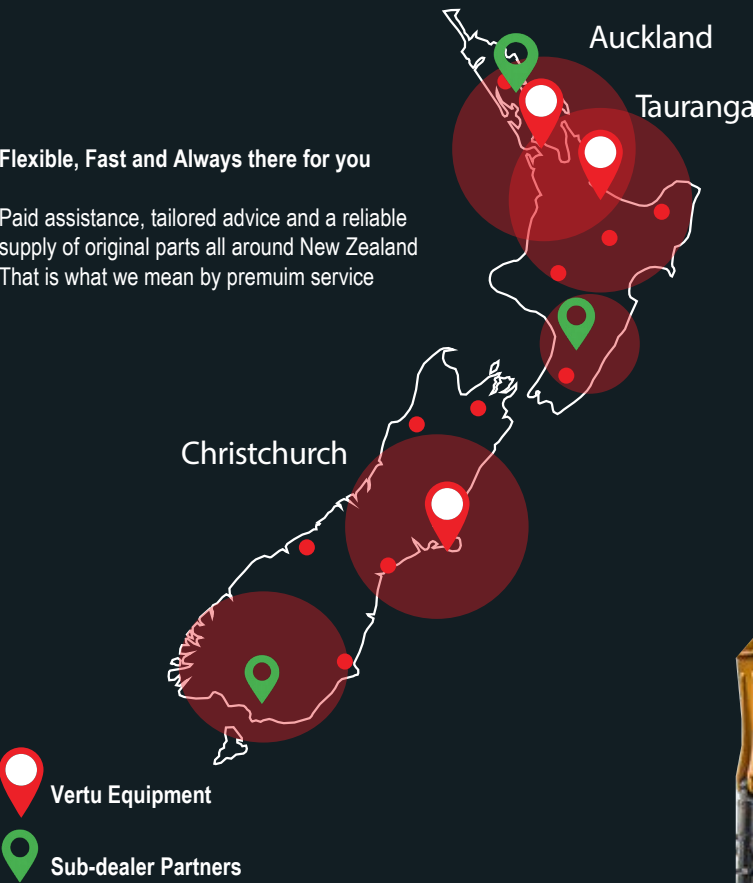 Auckland
Tauranga
Flexible, Fast and Always there for you
Paid assistance, tailored advice and a reliable
supply of original parts all around New Zealand
That is what we mean by premuim service
Christchurch
Vertu Equipment
Sub-dealer Partners